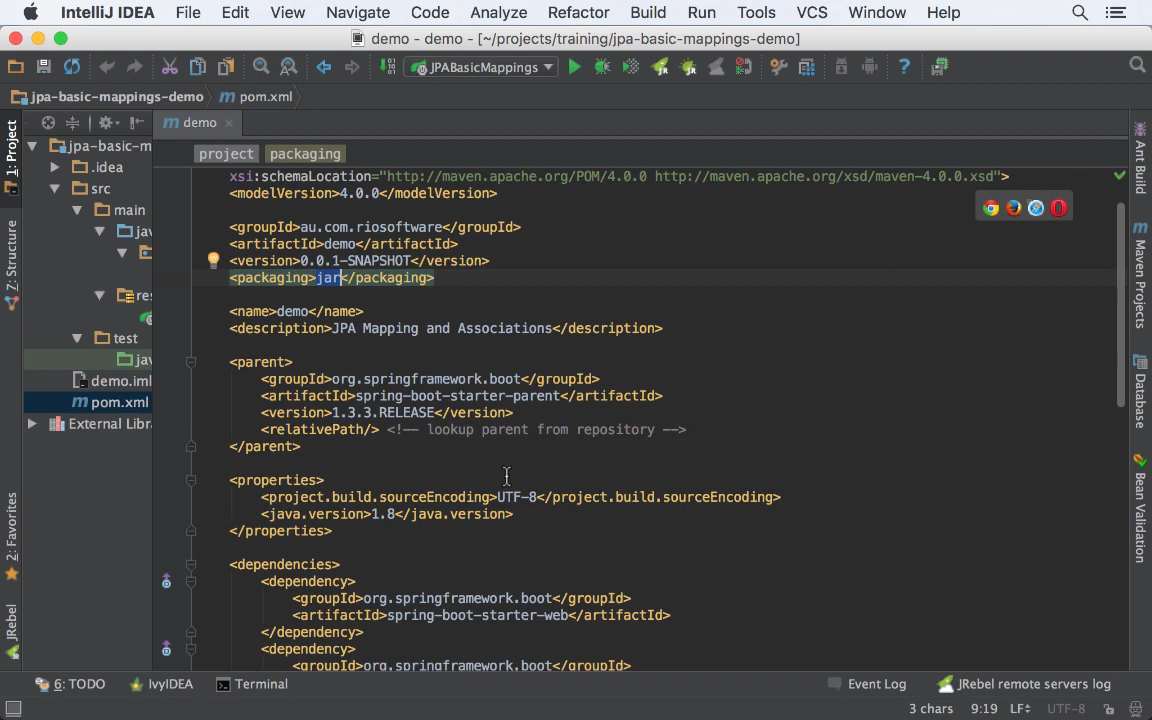 IntelliJ IDEA File Edit View Navigate Code Analyze Refactor Build Run Tools VCS Window Help
demo - demo - [~/projects/training/jpa-basic-mappings-demo]
JPABasicMappings
jpa-basic-mappings-demo pom.xml
demo
project packaging
1: Project
Z: Structure
2: Favorites
JRebel
jpa-basic-m
.idea
src
main
jav
res
test
jav
demo.iml
pom.xml
External Libra
xsi:schemaLocation="http://maven.apache.org/POM/4.0.0 http://maven.apache.org/xsd/maven-4.0.0.xsd">
<modelVersion>4.0.0</modelVersion>
<groupId>au.com.riosoftware</groupId>
<artifactId>demo</artifactId>
<version>0.0.1-SNAPSHOT</version>
<packaging>jar</packaging>
<name>demo</name>
<description>JPA Mapping and Associations</description>
<parent>
<groupId>org.springframework.boot</groupId>
<artifactId>spring-boot-starter-parent</artifactId>
<version>1.3.3.RELEASE</version>
<relativePath/> <!-- lookup parent from repository -->
</parent>
<properties>
<project.build.sourceEncoding>UTF-8</project.build.sourceEncoding>
<java.version>1.8</java.version>
</properties>
<dependencies>
<dependency>
<groupId>org.springframework.boot</groupId>
<artifactId>spring-boot-starter-web</artifactId>
</dependency>
<dependency>
<groupId>org.springframework.boot</groupId>
Ant Build
Maven Projects
Database
Bean Validation
6: TODO IvyIDEA Terminal Event Log JRebel remote servers log
3 chars 9:19 LF UTF-8